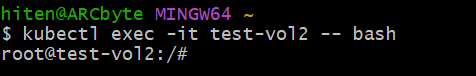 hiten@ARCbyte MINGW64 ~
$ kubectl exec -it test-vol2 -- bash
root@test-vol2:/#